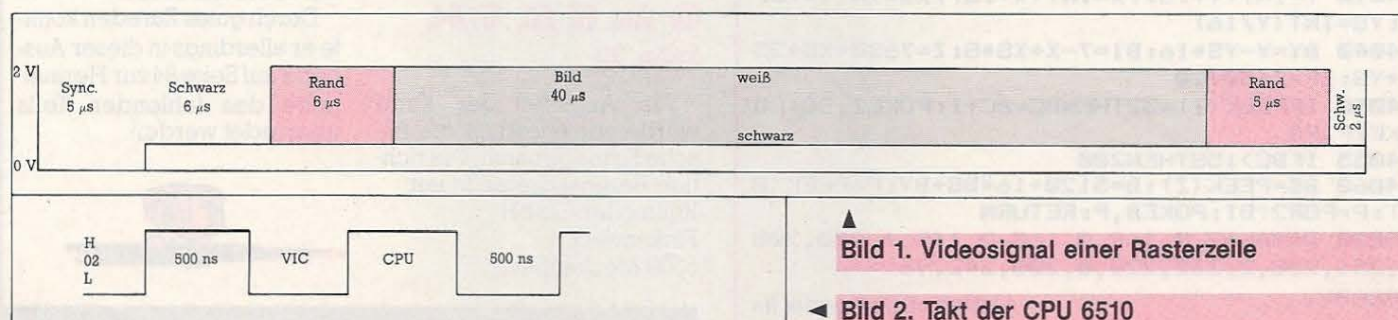 2 V
Sync.
5 µs
Schwarz
6 µs
Rand
6 µs
Bild
40 µs
weiß
schwarz
Rand
5 µs
Schw.
2 µs
0 V
H
02
L
500 ns
VIC
CPU
500 ns
Bild 1. Videosignal einer Rasterzeile
Bild 2. Takt der CPU 6510